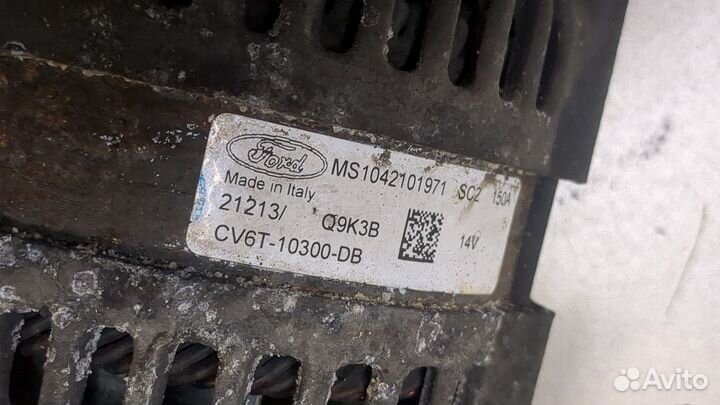 Ford MS1042101971 SC2 150A
Made in Italy
21213/ Q9K3B 14V
CV6T-10300-DB
Avito